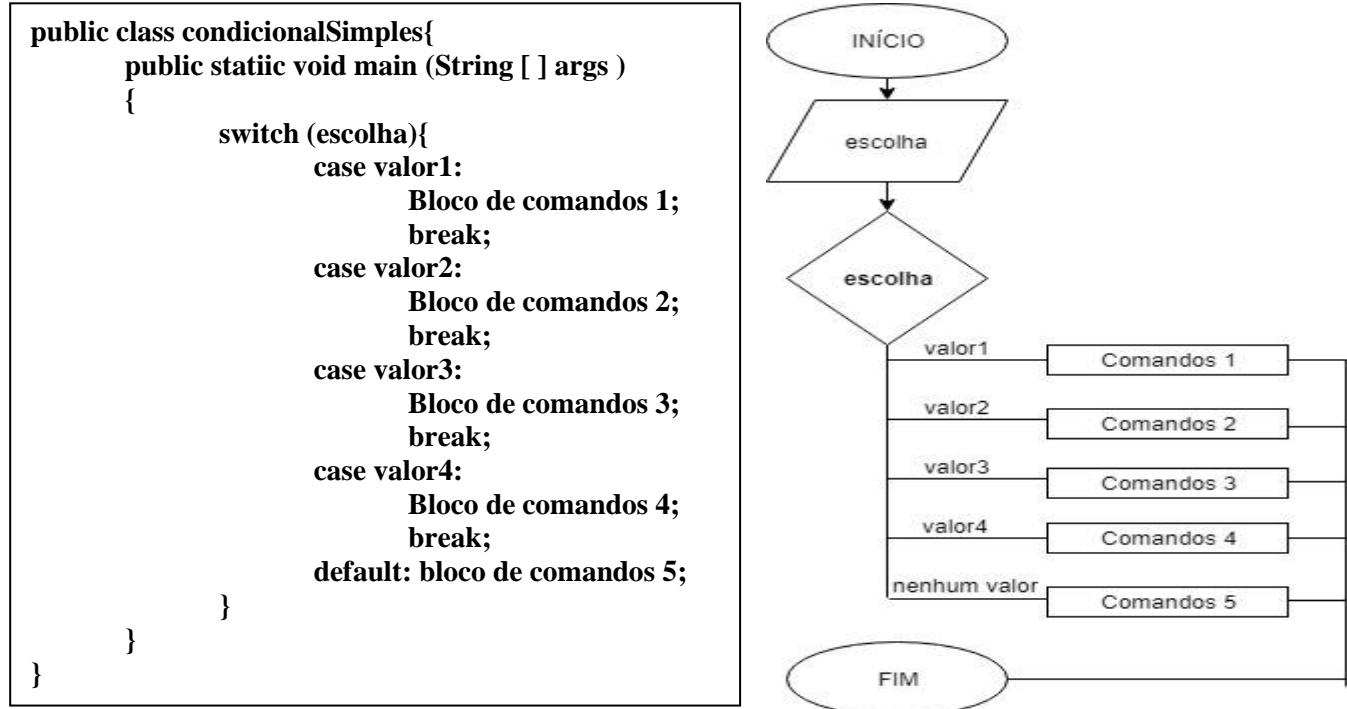 public class condicionalSimples{
public statiic void main (String [ ] args )
{
switch (escolha){
case valor1:
Bloco de comandos 1;
break;
case valor2:
Bloco de comandos 2;
break;
case valor3:
Bloco de comandos 3;
break;
case valor4:
Bloco de comandos 4;
break;
default: bloco de comandos 5;
}
}
}
INÍCIO
escolha
escolha
valor1
Comandos 1
valor2
Comandos 2
valor3
Comandos 3
valor4
Comandos 4
nenhum valor
Comandos 5
FIM